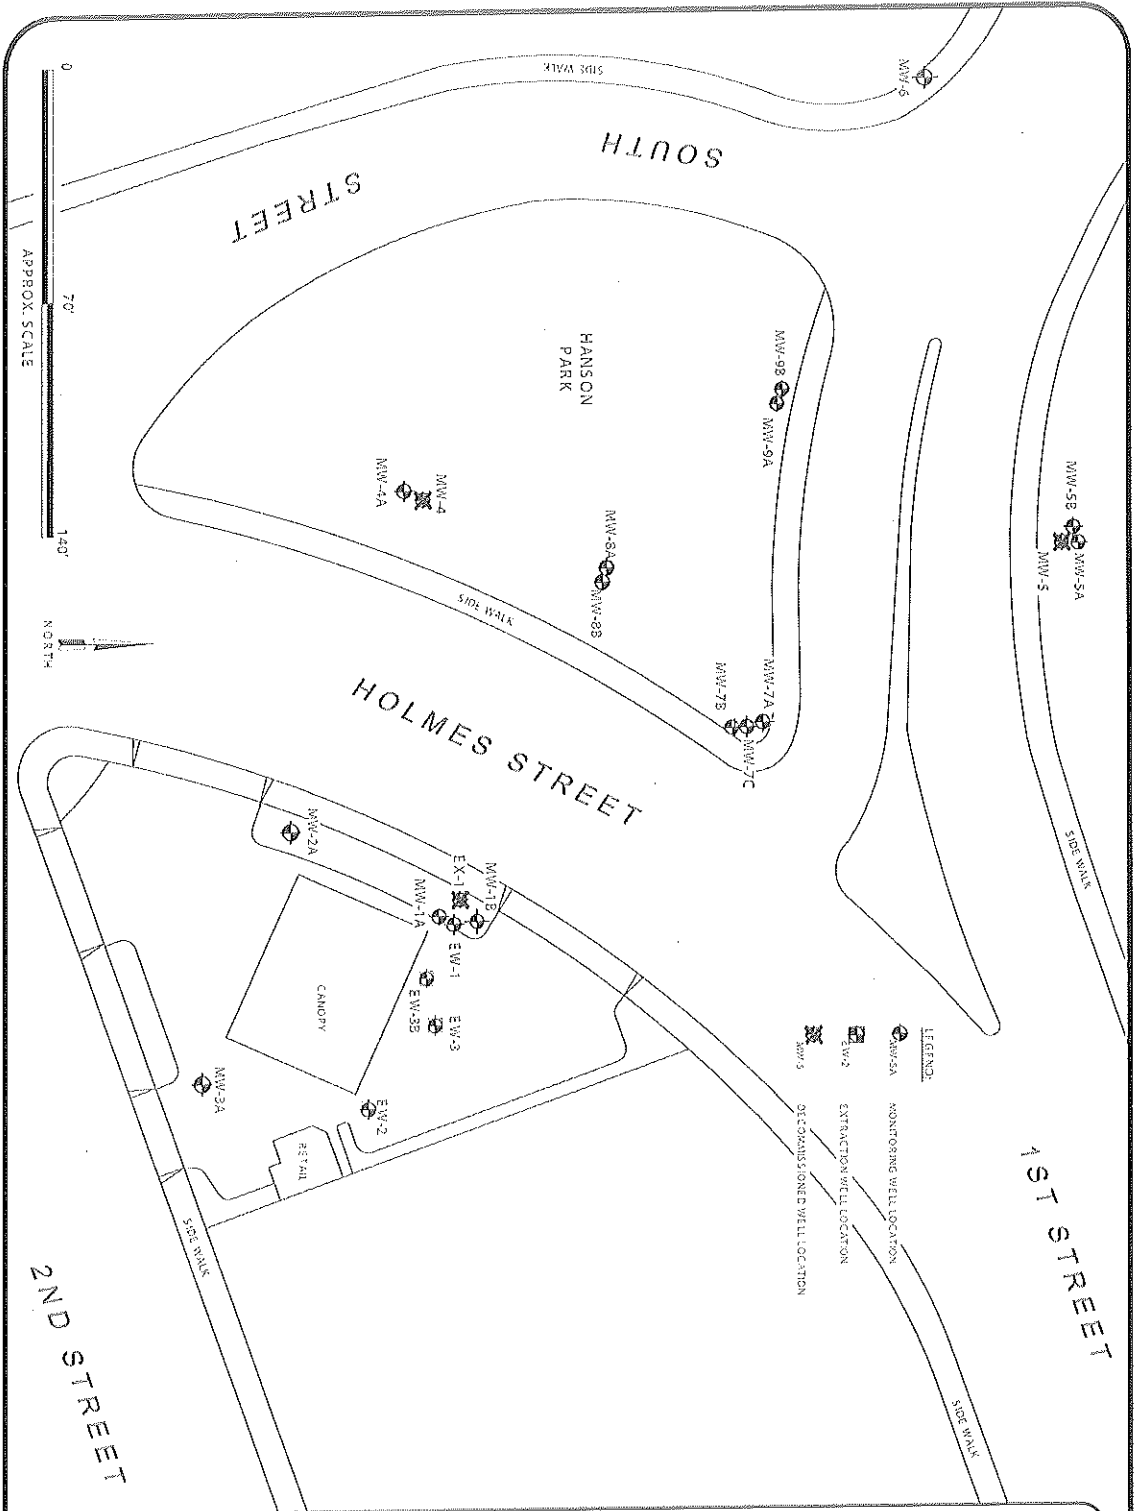 MW-6
SIDE WALK
SOUTH
STREET
0
70'
140'
APPROX. SCALE
NORTH
HANSON
PARK
MW-9B
MW-9A
MW-5B
MW-5A
MW-5
MW-4
MW-4A
MW-8A
MW-8B
SIDE WALK
MW-7A
MW-7B
MW-7C
HOLMES STREET
SIDE WALK
MW-2A
EX-1
MW-1B
MW-1A
EW-1
EW-3B
EW-3
CANOPY
MW-3A
EW-2
RETAIL
SIDE WALK
LEGEND:
MW-5A MONITORING WELL LOCATION
EW-2 EXTRACTION WELL LOCATION
MW-5 DECOMMISSIONED WELL LOCATION
1ST STREET
SIDE WALK
2ND STREET